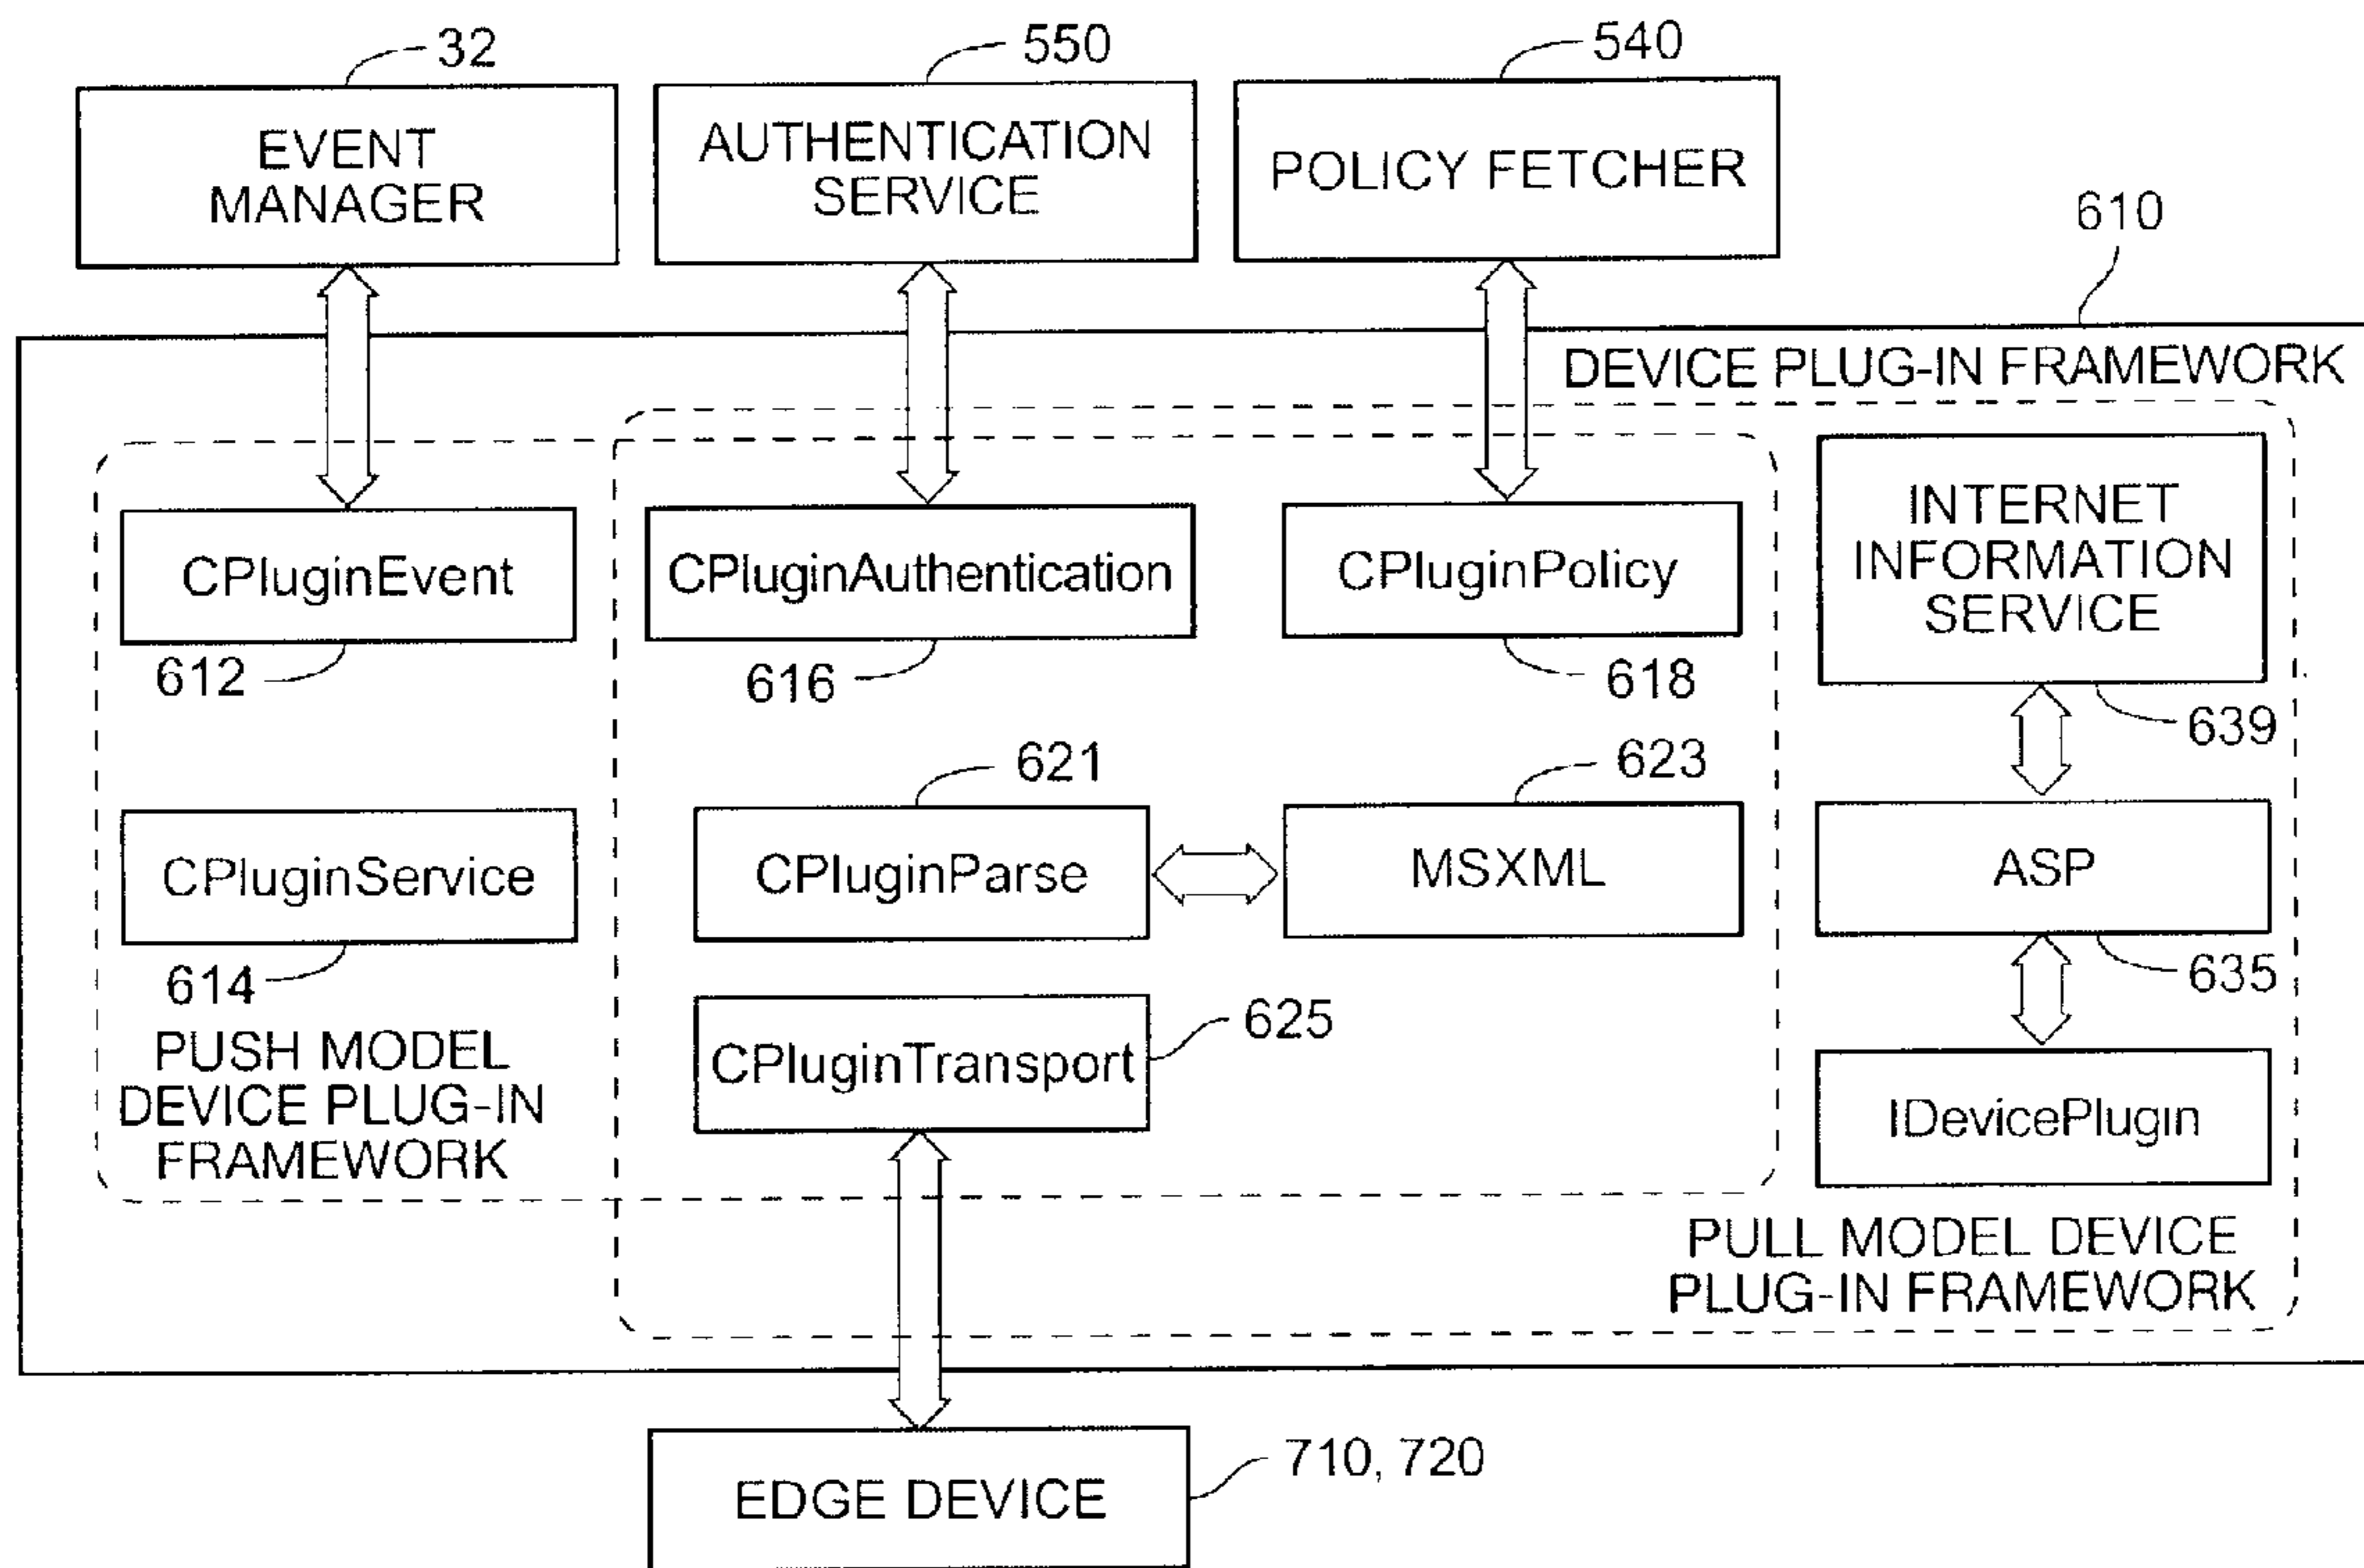 32
550
540
EVENT
MANAGER
AUTHENTICATION
SERVICE
POLICY FETCHER
610
DEVICE PLUG-IN FRAMEWORK
CPluginEvent
612
CPluginAuthentication
616
CPluginPolicy
618
INTERNET
INFORMATION
SERVICE
639
621
623
CPluginService
614
CPluginParse
MSXML
ASP
635
PUSH MODEL
DEVICE PLUG-IN
FRAMEWORK
CPluginTransport
625
IDevicePlugin
PULL MODEL DEVICE
PLUG-IN FRAMEWORK
EDGE DEVICE
710, 720